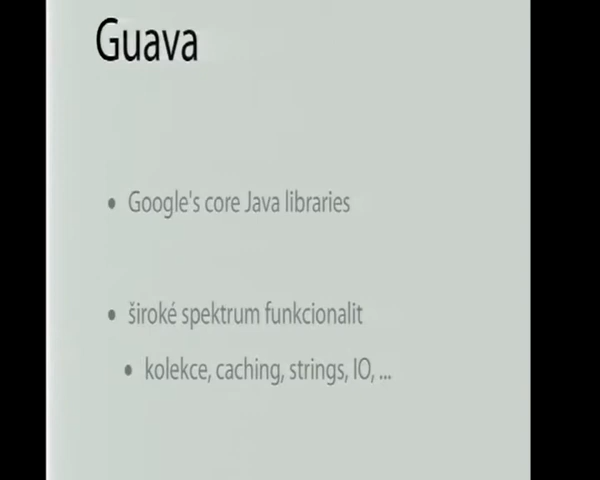 Guava
• Google's core Java libraries
• široké spektrum funkcionalit
• kolekce, caching, strings, IO, ...